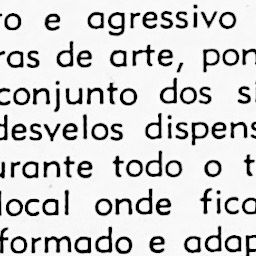 ro e agressivo
ras de arte, pon
conjunto dos si
desvelos dispens
urante todo o t
local onde fica
formado e adap